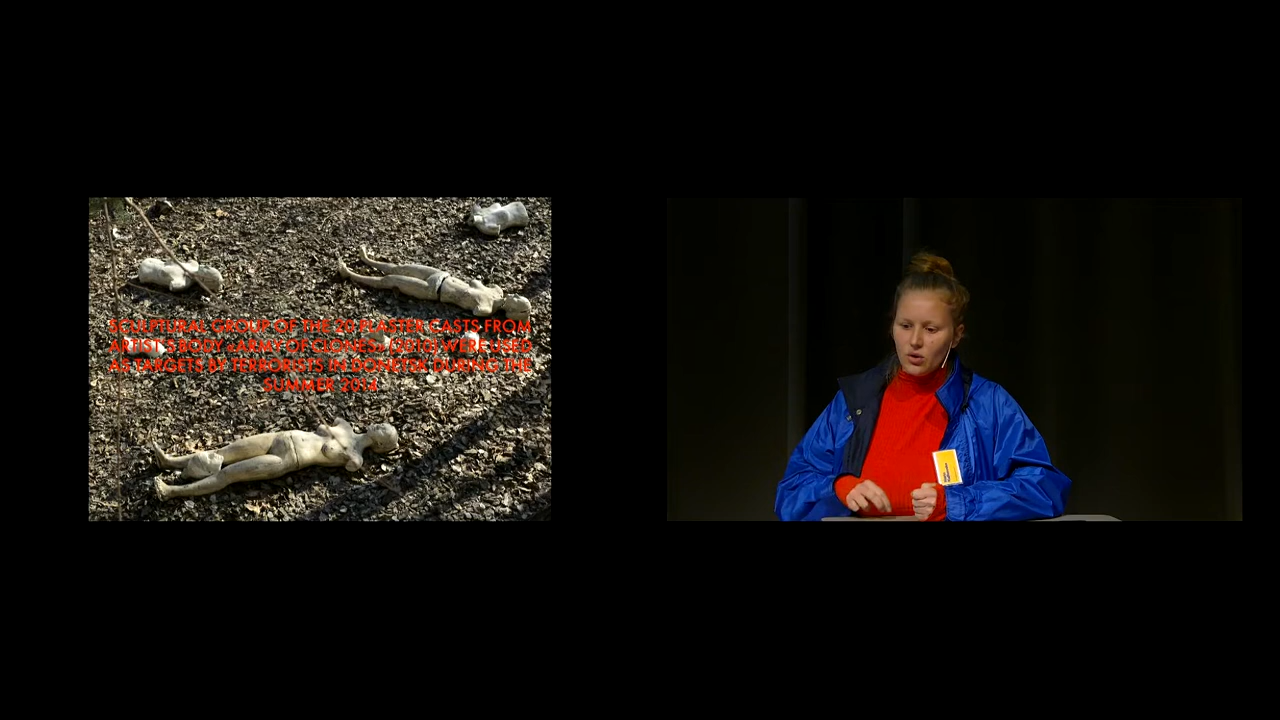 SCULPTURAL GROUP OF THE 20 PLASTER CASTS FROM
ARTIST'S BODY «ARMY OF CLONES» (2010) WERE USED
AS TARGETS BY TERRORISTS IN DONETSK DURING THE
SUMMER 2014